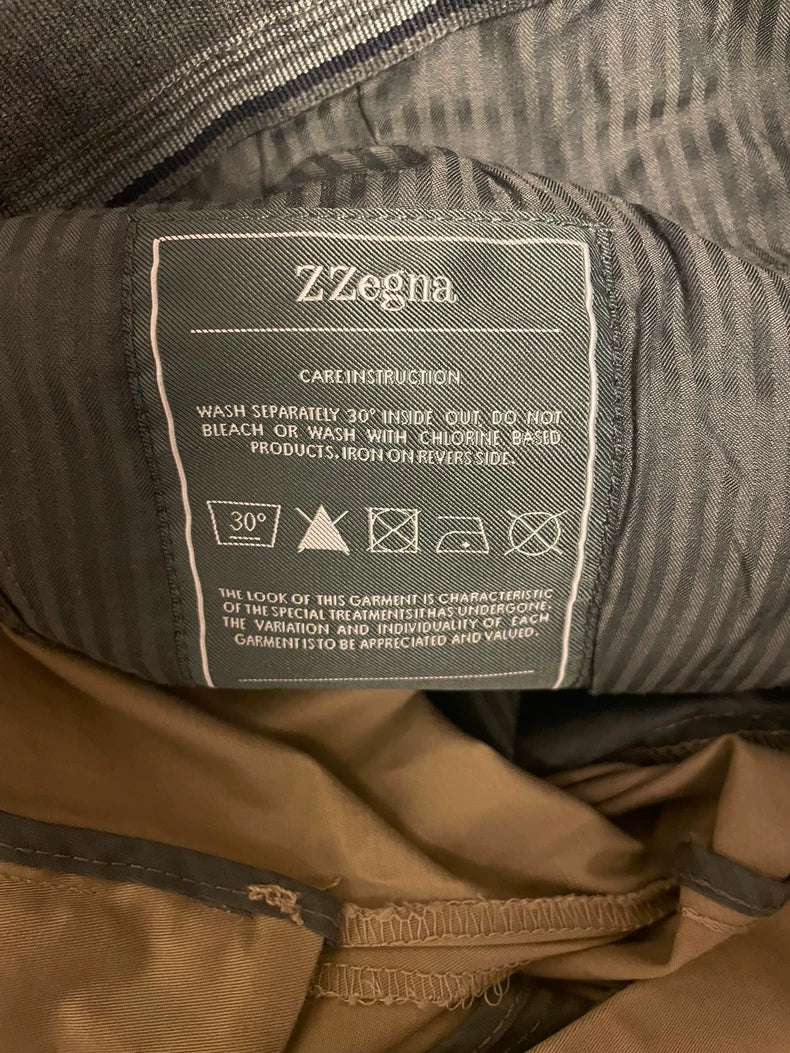 ZZegna
CARE INSTRUCTION
WASH SEPARATELY 30° INSIDE OUT. DO NOT
BLEACH OR WASH WITH CHLORINE BASED
PRODUCTS. IRON ON REVERS SIDE.
30°
THE LOOK OF THIS GARMENT IS CHARACTERISTIC
OF THE SPECIAL TREATMENTS IT HAS UNDERGONE.
THE VARIATION AND INDIVIDUALITY OF EACH
GARMENT IS TO BE APPRECIATED AND VALUED.